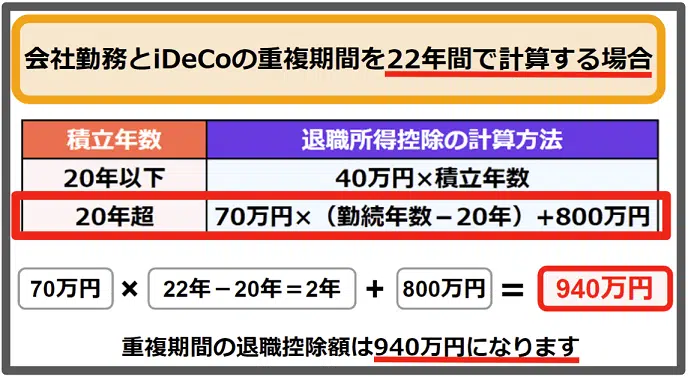 会社勤務とiDeCoの重複期間を22年間で計算する場合
積立年数 退職所得控除の計算方法
20年以下 40万円×積立年数
20年超 70万円×（勤続年数－20年）+800万円
70万円 × 22年－20年＝2年 + 800万円 = 940万円
重複期間の退職控除額は940万円になります